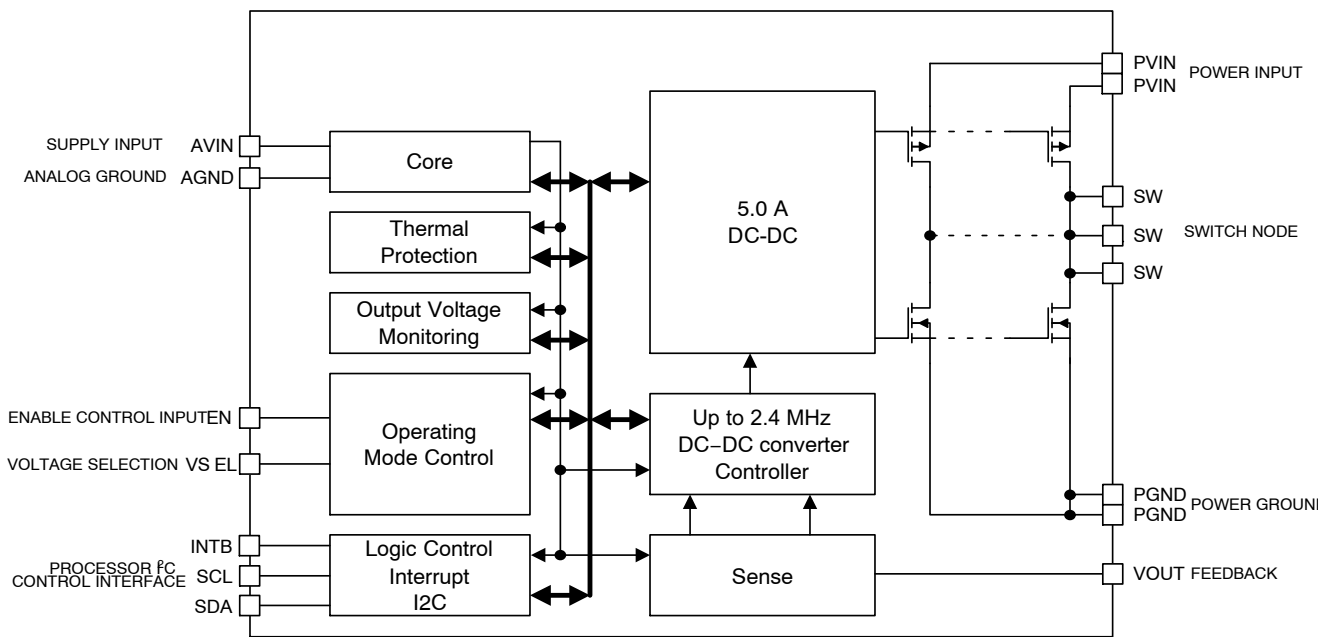 SUPPLY INPUT AVIN
ANALOG GROUND AGND
ENABLE CONTROL INPUTEN
VOLTAGE SELECTION VS EL
INTB
PROCESSOR I²C
CONTROL INTERFACE
SCL
SDA
Core
Thermal
Protection
Output Voltage
Monitoring
Operating
Mode Control
Logic Control
Interrupt
I2C
5.0 A
DC-DC
Up to 2.4 MHz
DC−DC converter
Controller
Sense
PVIN
PVIN
POWER INPUT
SW
SW
SW
SWITCH NODE
PGND
PGND
POWER GROUND
VOUT FEEDBACK